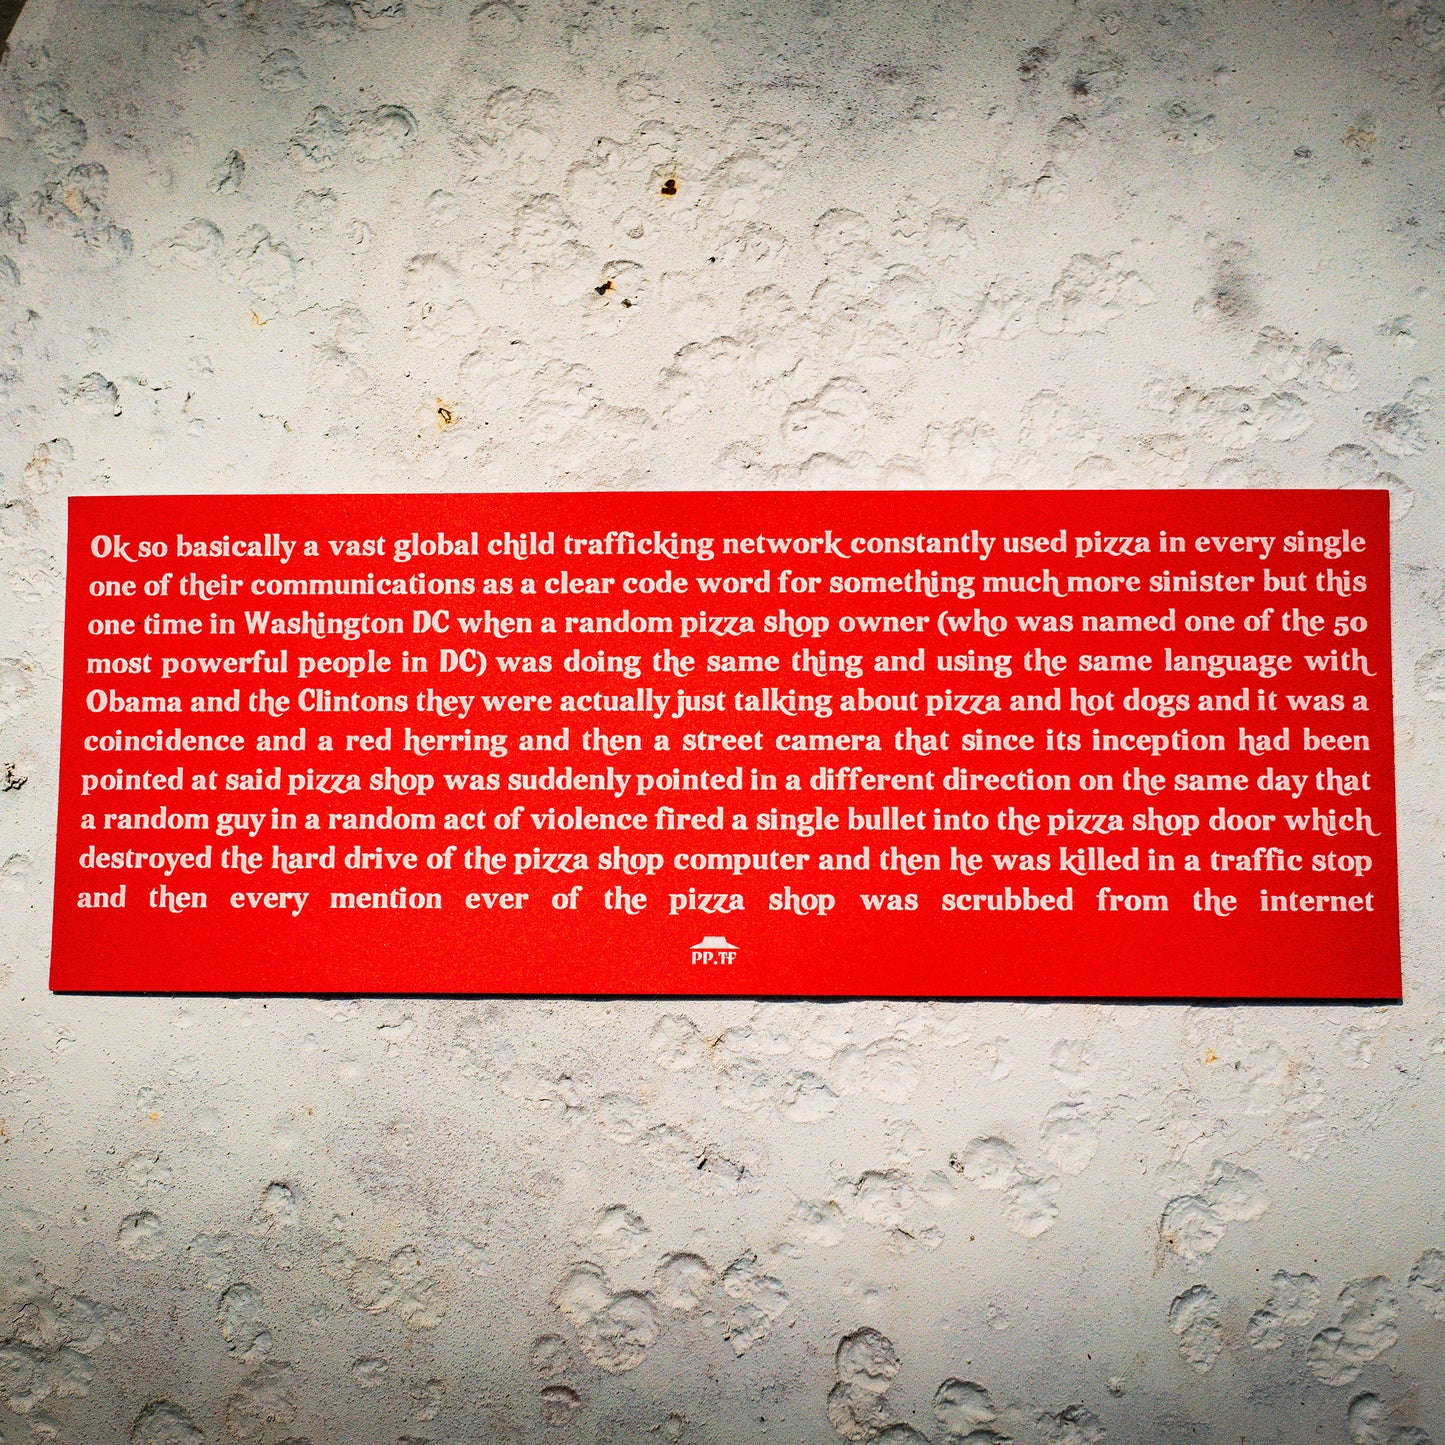 Ok so basically a vast global child trafficking network constantly used pizza in every single
one of their communications as a clear code word for something much more sinister but this
one time in Washington DC when a random pizza shop owner (who was named one of the 50
most powerful people in DC) was doing the same thing and using the same language with
Obama and the Clintons they were actually just talking about pizza and hot dogs and it was a
coincidence and a red herring and then a street camera that since its inception had been
pointed at said pizza shop was suddenly pointed in a different direction on the same day that
a random guy in a random act of violence fired a single bullet into the pizza shop door which
destroyed the hard drive of the pizza shop computer and then he was killed in a traffic stop
and then every mention ever of the pizza shop was scrubbed from the internet
PP.TF